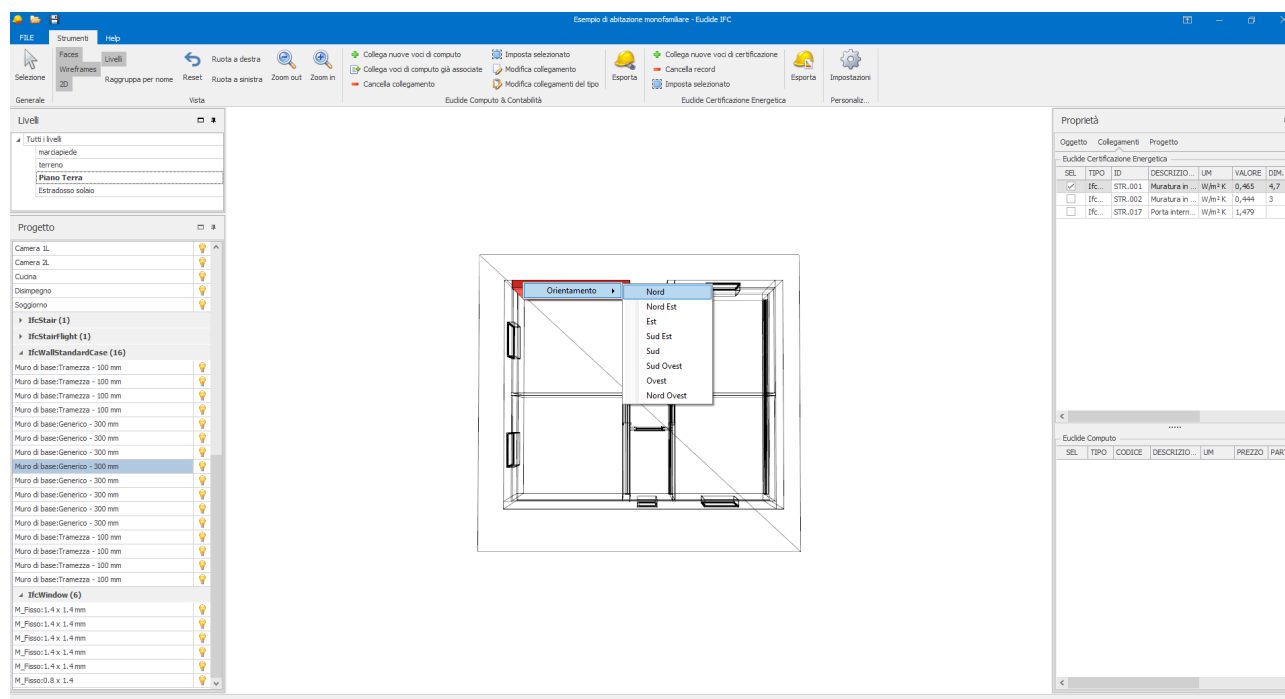 Esempio di abitazione monofamiliare - Euclide IFC
FILE Strumenti Help
Selezione
Faces
Wireframes
2D
Livelli
Raggruppa per nome
Reset
Ruota a destra
Ruota a sinistra
Zoom out
Zoom in
Collega nuove voci di computo
Collega voci di computo già associate
Cancella collegamento
Imposta selezionato
Modifica collegamento
Modifica collegamenti del tipo
Esporta
Collega nuove voci di certificazione
Cancella record
Imposta selezionato
Esporta
Impostazioni
Generale Vista Euclide Computo & Contabilità Euclide Certificazione Energetica Personaliz...
Livelli
Tutti i livelli
marciapiede
terreno
Piano Terra
Estradosso solaio
Progetto
Camera 1L
Camera 2L
Cucina
Disimpegno
Soggiorno
IfcStair (1)
IfcStairFlight (1)
IfcWallStandardCase (16)
Muro di base:Tramezza - 100 mm
Muro di base:Tramezza - 100 mm
Muro di base:Tramezza - 100 mm
Muro di base:Tramezza - 100 mm
Muro di base:Generico - 300 mm
Muro di base:Generico - 300 mm
Muro di base:Generico - 300 mm
Muro di base:Generico - 300 mm
Muro di base:Generico - 300 mm
Muro di base:Generico - 300 mm
Muro di base:Generico - 300 mm
Muro di base:Generico - 300 mm
Muro di base:Tramezza - 100 mm
Muro di base:Tramezza - 100 mm
Muro di base:Tramezza - 100 mm
Muro di base:Tramezza - 100 mm
IfcWindow (6)
M_Fisso:1.4 x 1.4 mm
M_Fisso:1.4 x 1.4 mm
M_Fisso:1.4 x 1.4 mm
M_Fisso:1.4 x 1.4 mm
M_Fisso:1.4 x 1.4 mm
M_Fisso:0.8 x 1.4
Orientamento
Nord
Nord Est
Est
Sud Est
Sud
Sud Ovest
Ovest
Nord Ovest
Proprietà
Oggetto Collegamenti Progetto
Euclide Certificazione Energetica
SEL TIPO ID DESCRIZIO... UM VALORE DIM.
Ifc... STR.001 Muratura in ... W/m² K 0,465 4,7
Ifc... STR.002 Muratura in ... W/m² K 0,444 3
Ifc... STR.017 Porta intern... W/m² K 1,479
Euclide Computo
SEL TIPO CODICE DESCRIZIO... UM PREZZO PART